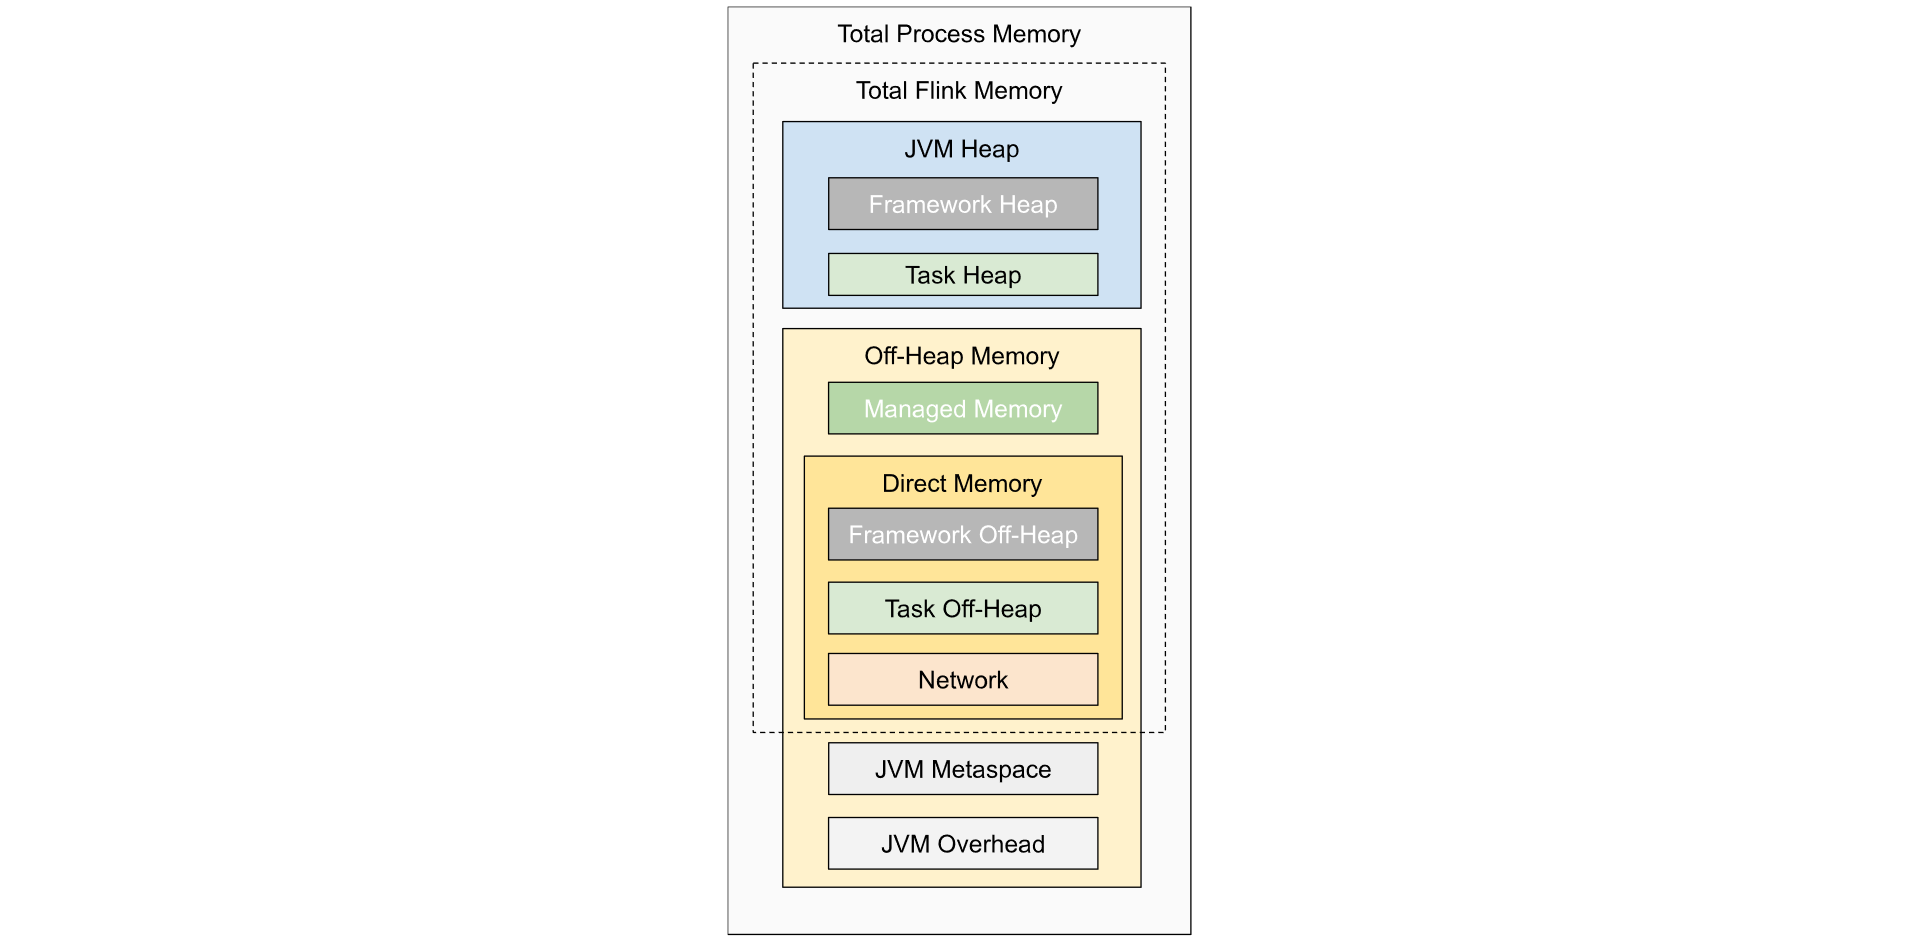 Total Process Memory
Total Flink Memory
JVM Heap
Framework Heap
Task Heap
Off-Heap Memory
Managed Memory
Direct Memory
Framework Off-Heap
Task Off-Heap
Network
JVM Metaspace
JVM Overhead